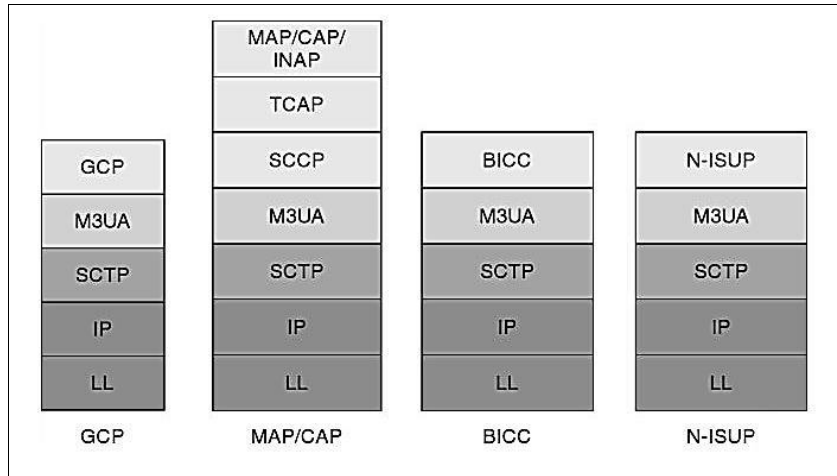 GCP
M3UA
SCTP
IP
LL
GCP
MAP/CAP/
INAP
TCAP
SCCP
M3UA
SCTP
IP
LL
MAP/CAP
BICC
M3UA
SCTP
IP
LL
BICC
N-ISUP
M3UA
SCTP
IP
LL
N-ISUP